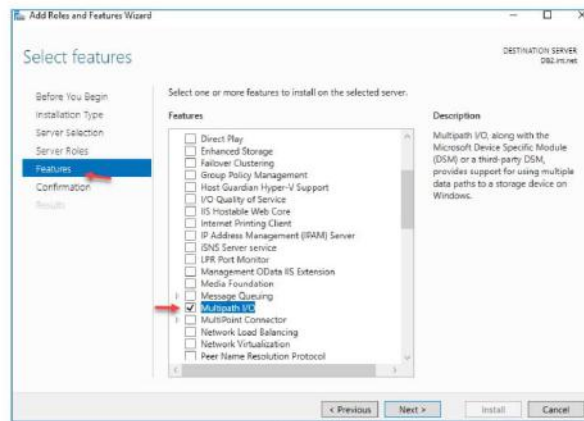 Add Roles and Features Wizard
Select features
DESTINATION SERVER
DB2.int.net
Before You Begin
Installation Type
Server Selection
Server Roles
Features
Confirmation
Results
Select one or more features to install on the selected server.
Features
Direct Play
Enhanced Storage
Failover Clustering
Group Policy Management
Host Guardian Hyper-V Support
I/O Quality of Service
IIS Hostable Web Core
Internet Printing Client
IP Address Management (IPAM) Server
iSNS Server service
LPR Port Monitor
Management OData IIS Extension
Media Foundation
Message Queuing
Multipath I/O
MultiPoint Connector
Network Load Balancing
Network Virtualization
Peer Name Resolution Protocol
Description
Multipath I/O, along with the
Microsoft Device Specific Module
(DSM) or a third-party DSM,
provides support for using multiple
data paths to a storage device on
Windows.
< Previous
Next >
Install
Cancel